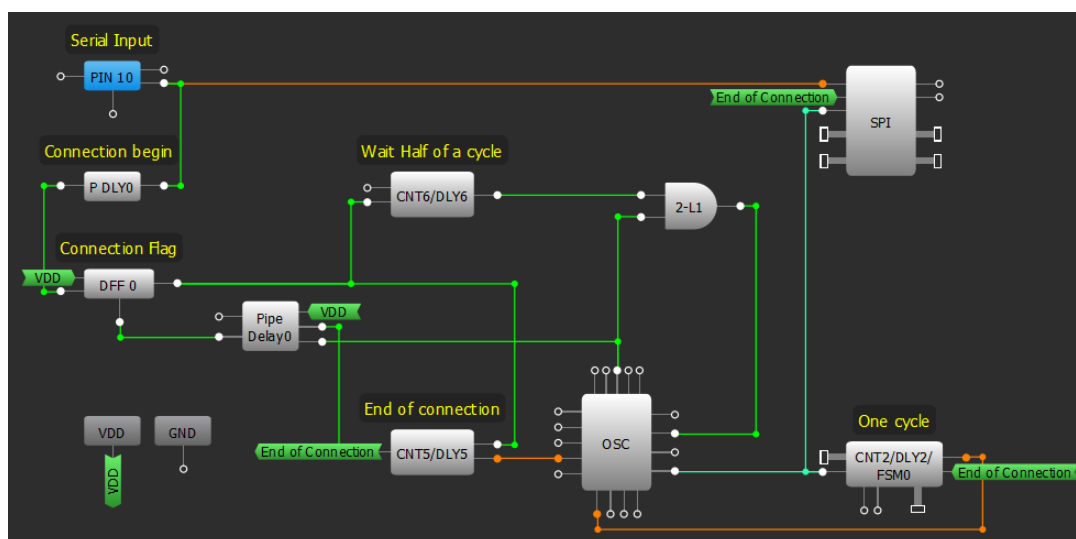 Serial Input
PIN 10
End of Connection
SPI
Connection begin
Wait Half of a cycle
P DLY0
CNT6/DLY6
2-L1
Connection Flag
VDD
DFF 0
VDD
Pipe
Delay0
End of connection
One cycle
VDD
GND
End of Connection
CNT5/DLY5
OSC
CNT2/DLY2/
FSM0
End of Connection
VDD